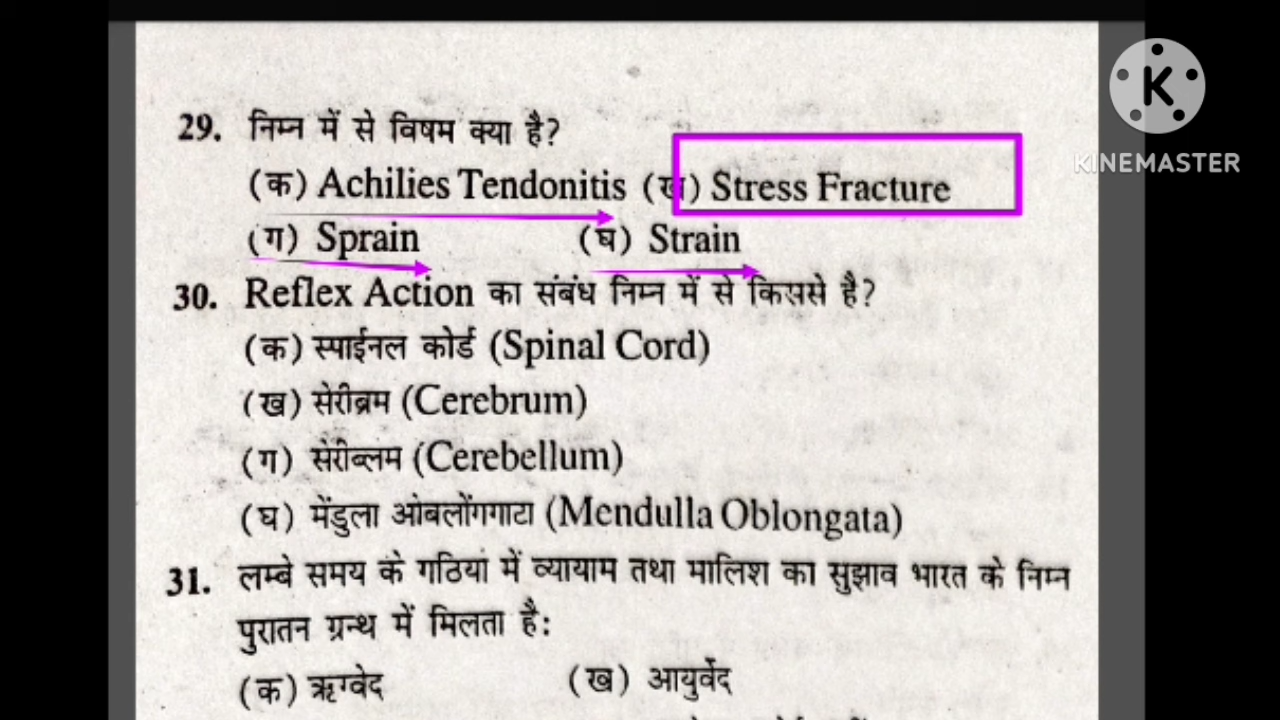 K
KINEMASTER
29. निम्न में से विषम क्या है?
(क) Achilies Tendonitis (ख) Stress Fracture
(ग) Sprain (घ) Strain
30. Reflex Action का संबंध निम्न में से किससे है?
(क) स्पाईनल कोर्ड (Spinal Cord)
(ख) सेरीब्रम (Cerebrum)
(ग) सेरीब्लम (Cerebellum)
(घ) मेंडुला ओबलोंगगाटा (Mendulla Oblongata)
31. लम्बे समय के गठियां में व्यायाम तथा मालिश का सुझाव भारत के निम्न
पुरातन ग्रन्थ में मिलता है:
(क) ऋग्वेद (ख) आयुर्वेद